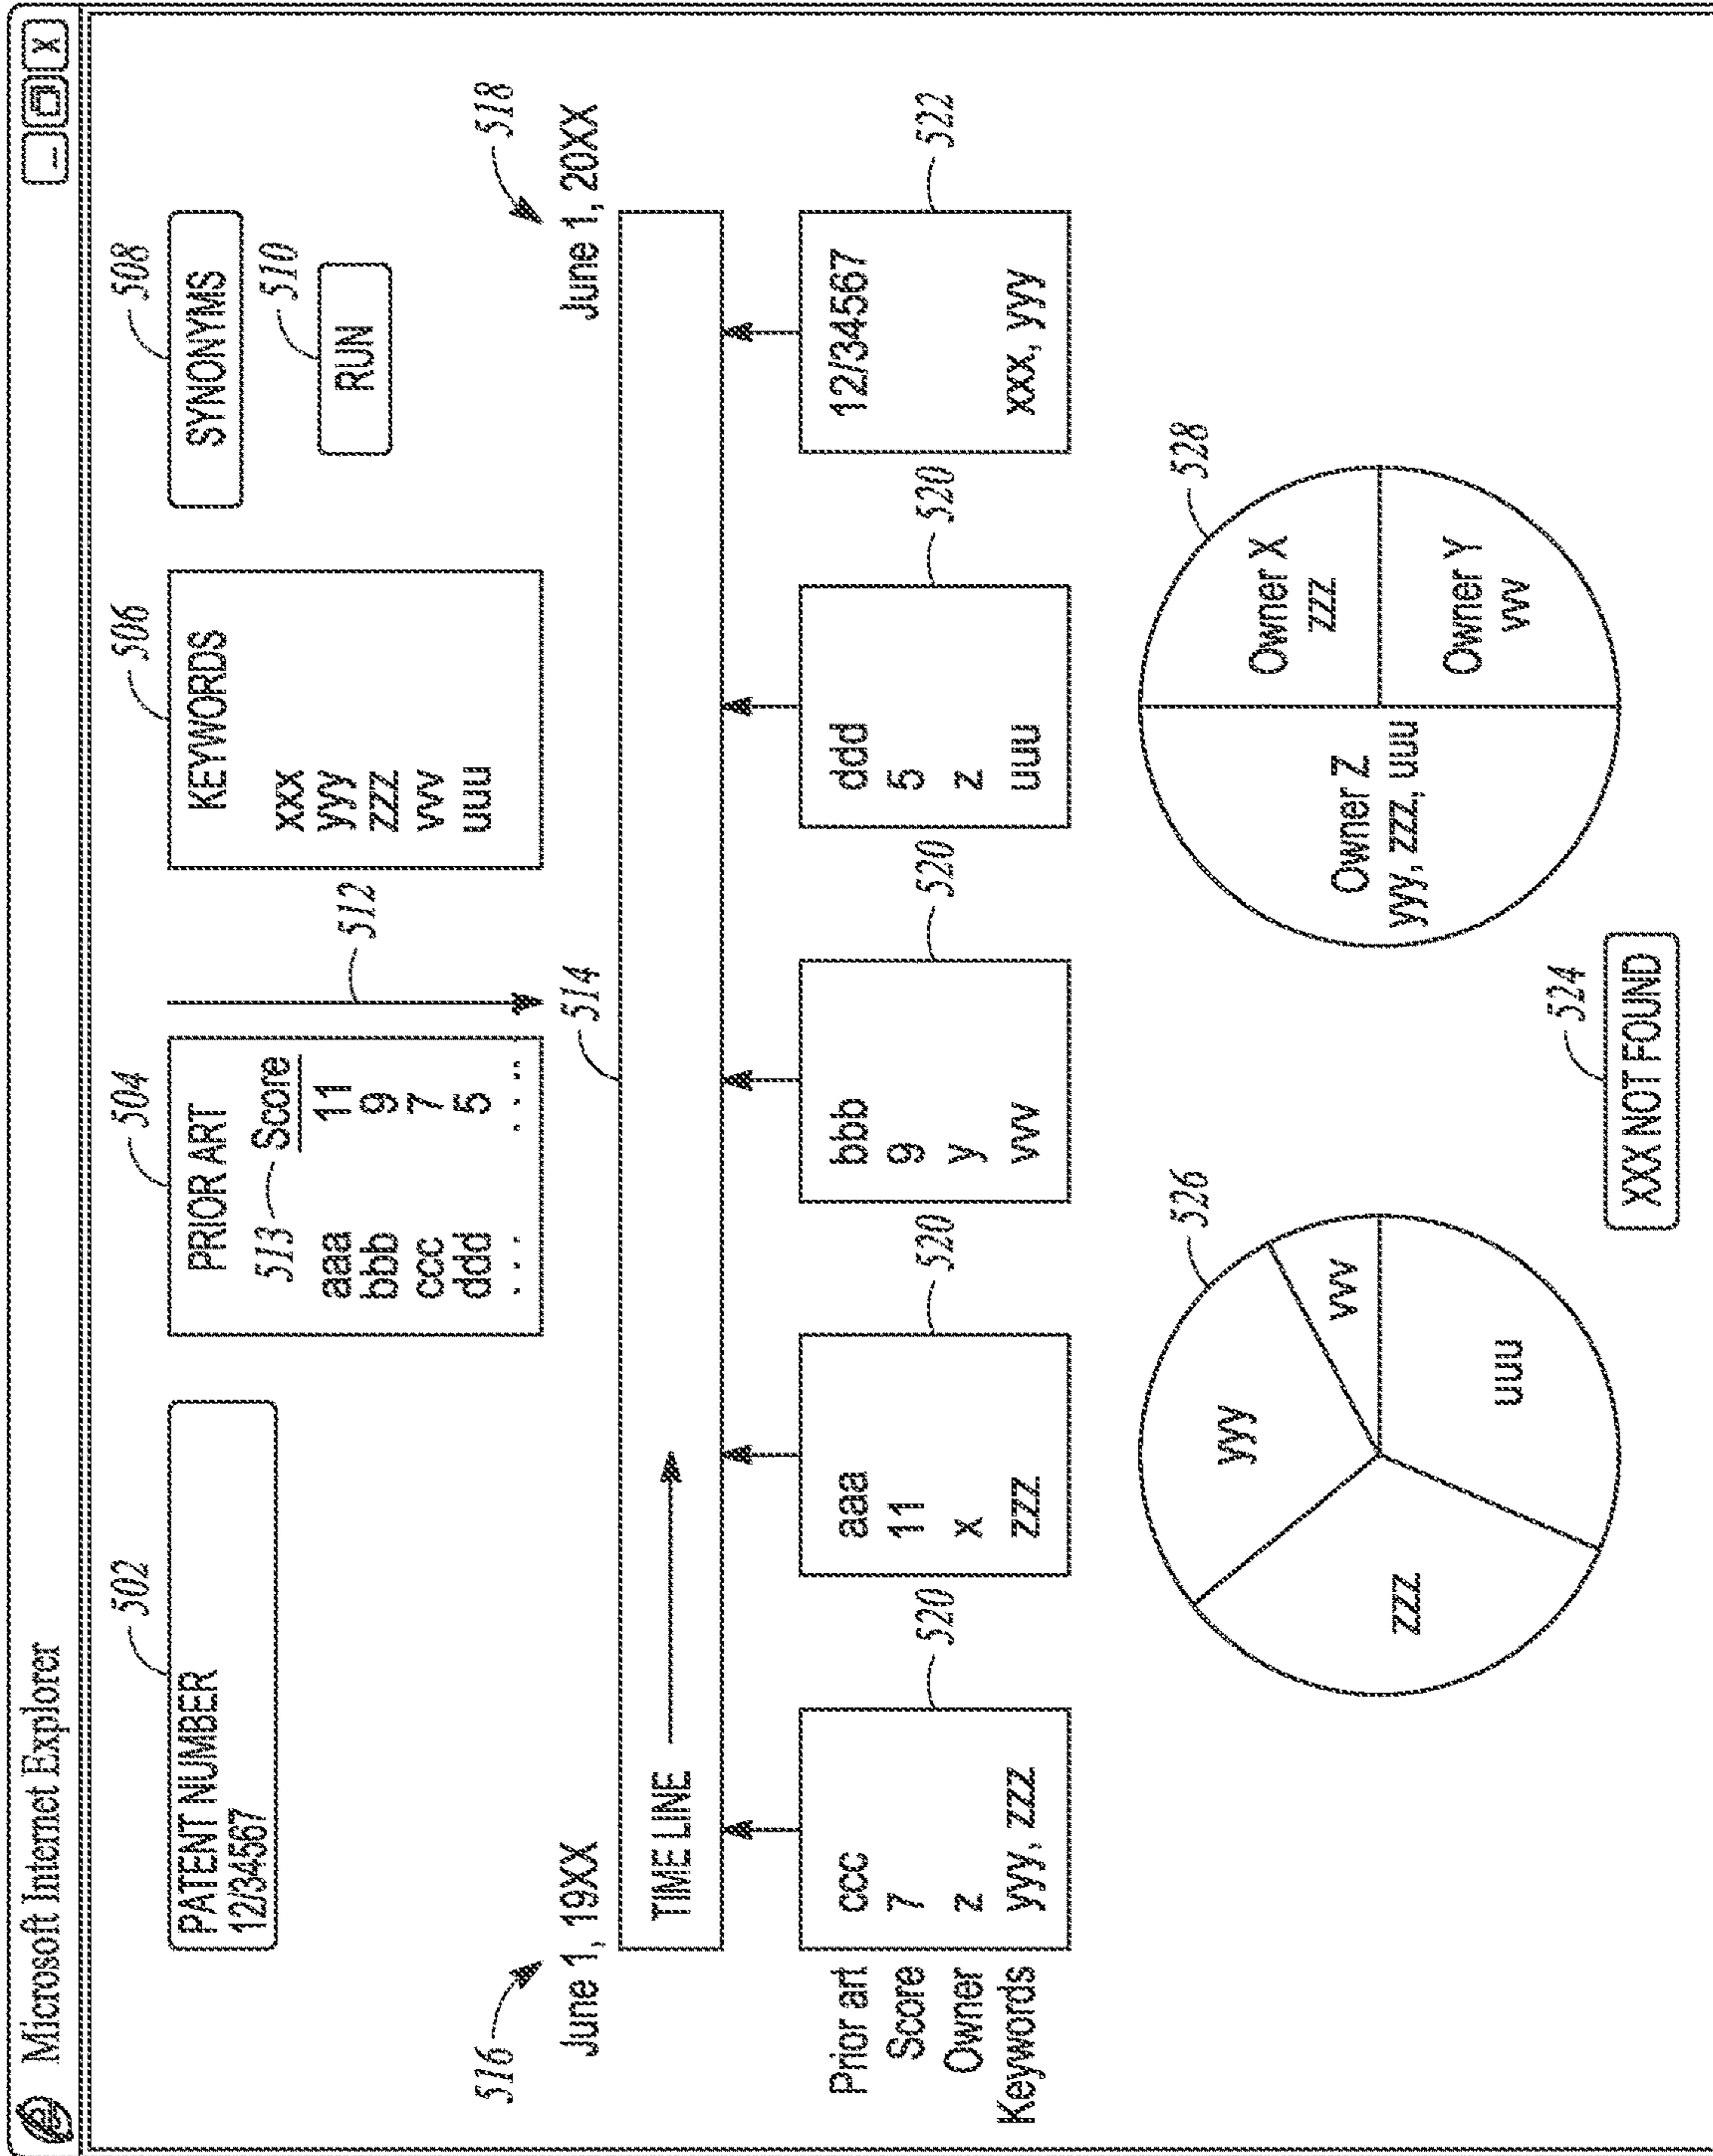 Microsoft Internet Explorer
_ X
502
PATENT NUMBER
12/34567
504
PRIOR ART
513 Score
aaa 11
bbb 9
ccc 7
ddd 5
. . . . . .
512
506
KEYWORDS
xxx
yyy
zzz
vvv
uuu
508
SYNONYMS
510
RUN
516
June 1, 19XX
514
518
June 1, 20XX
TIME LINE
Prior art
Score
Owner
Keywords
ccc
7
z
yyy, zzz
520
aaa
11
x
zzz
520
bbb
9
y
vvv
520
ddd
5
z
uuu
520
12/34567
xxx, yyy
522
526
yyy
vvv
zzz
uuu
528
Owner Z
yyy, zzz, uuu
Owner X
zzz
Owner Y
vvv
524
XXX NOT FOUND